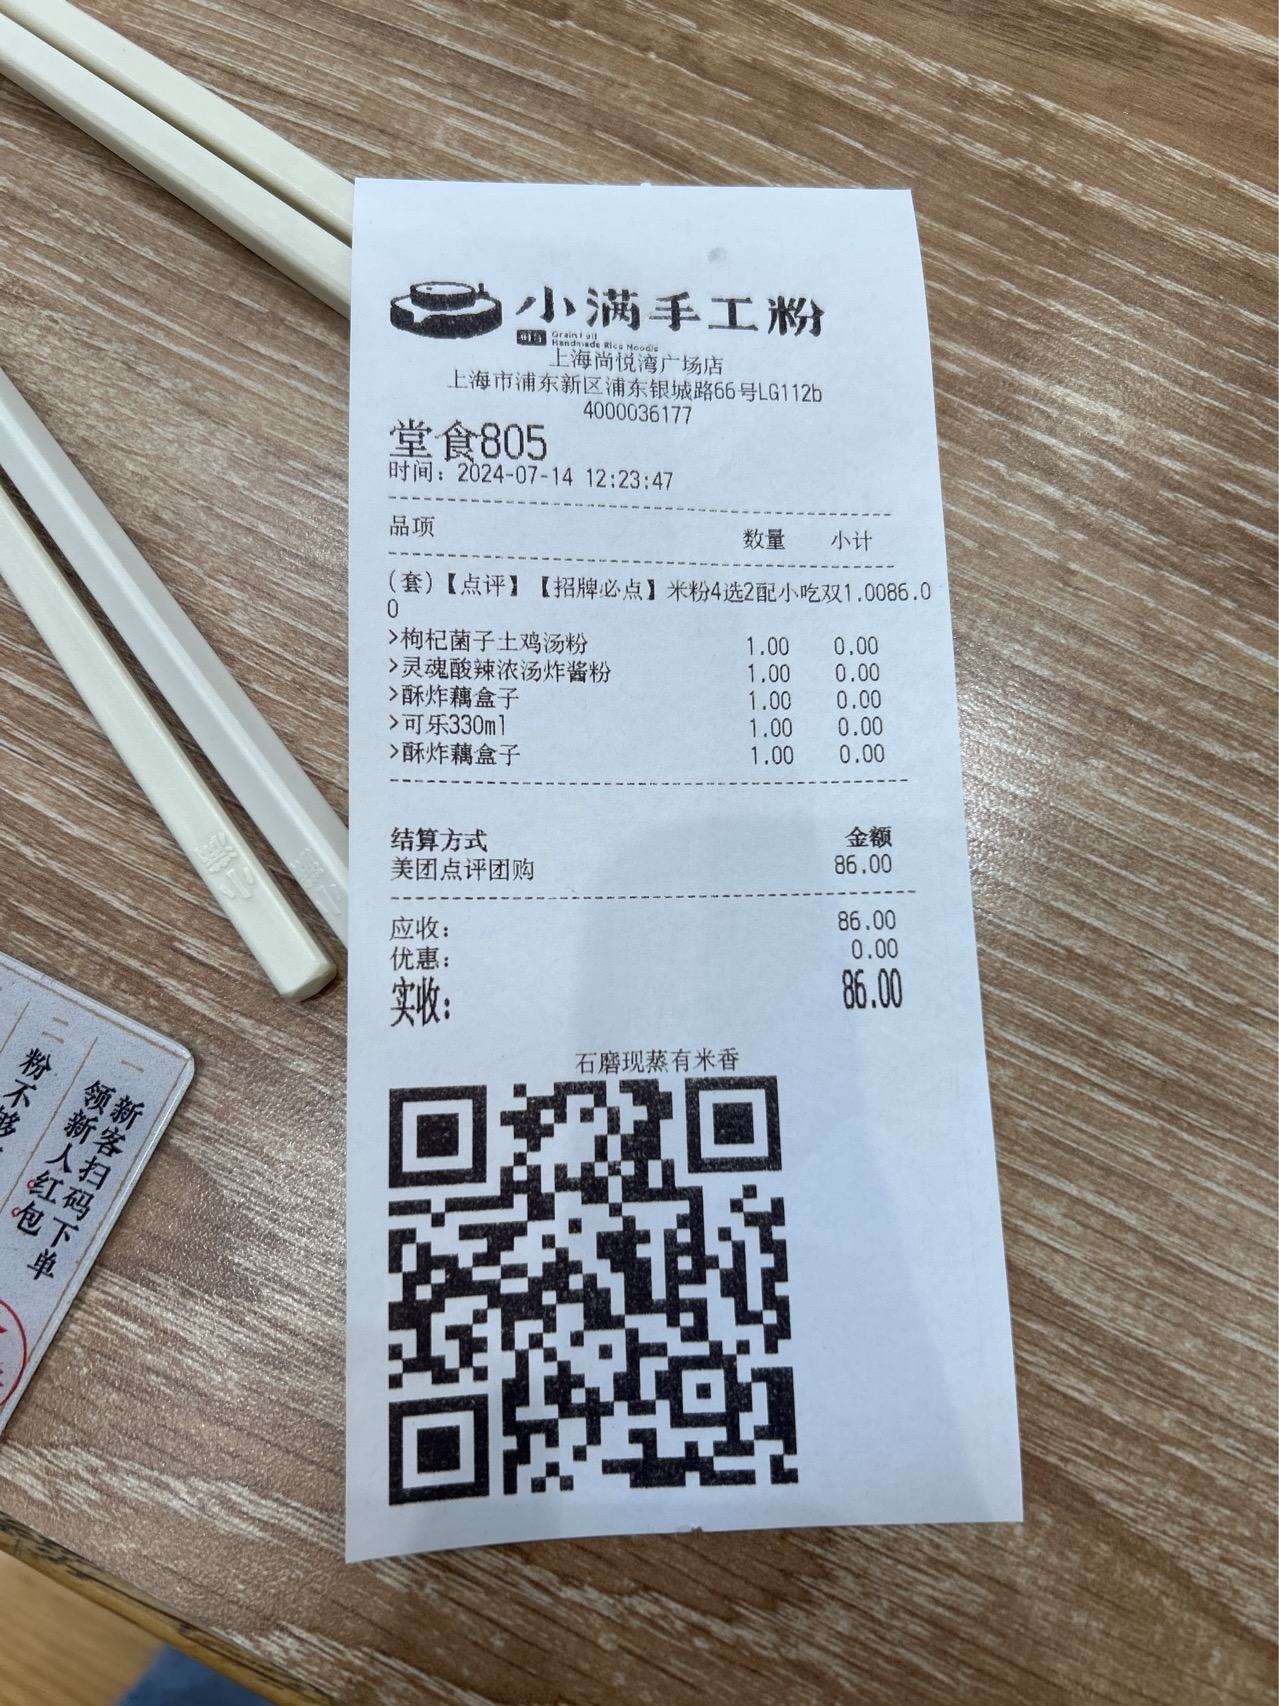 小满手工粉
Handmade Rice Noodle
上海尚悦湾广场店
上海市浦东新区浦东银城路66号LG112b
4000036177
堂食805
时间：2024-07-14 12:23:47
品项 数量 小计
(套)【点评】【招牌必点】米粉4选2配小吃双1.0086.0
0
>枸杞菌子土鸡汤粉 1.00 0.00
>灵魂酸辣浓汤炸酱粉 1.00 0.00
>酥炸藕盒子 1.00 0.00
>可乐330ml 1.00 0.00
>酥炸藕盒子 1.00 0.00
结算方式 金额
美团点评团购 86.00
应收： 86.00
优惠： 0.00
实收： 86.00
石磨现蒸有米香
一
新客扫码下单
领新人红包
二
粉不够